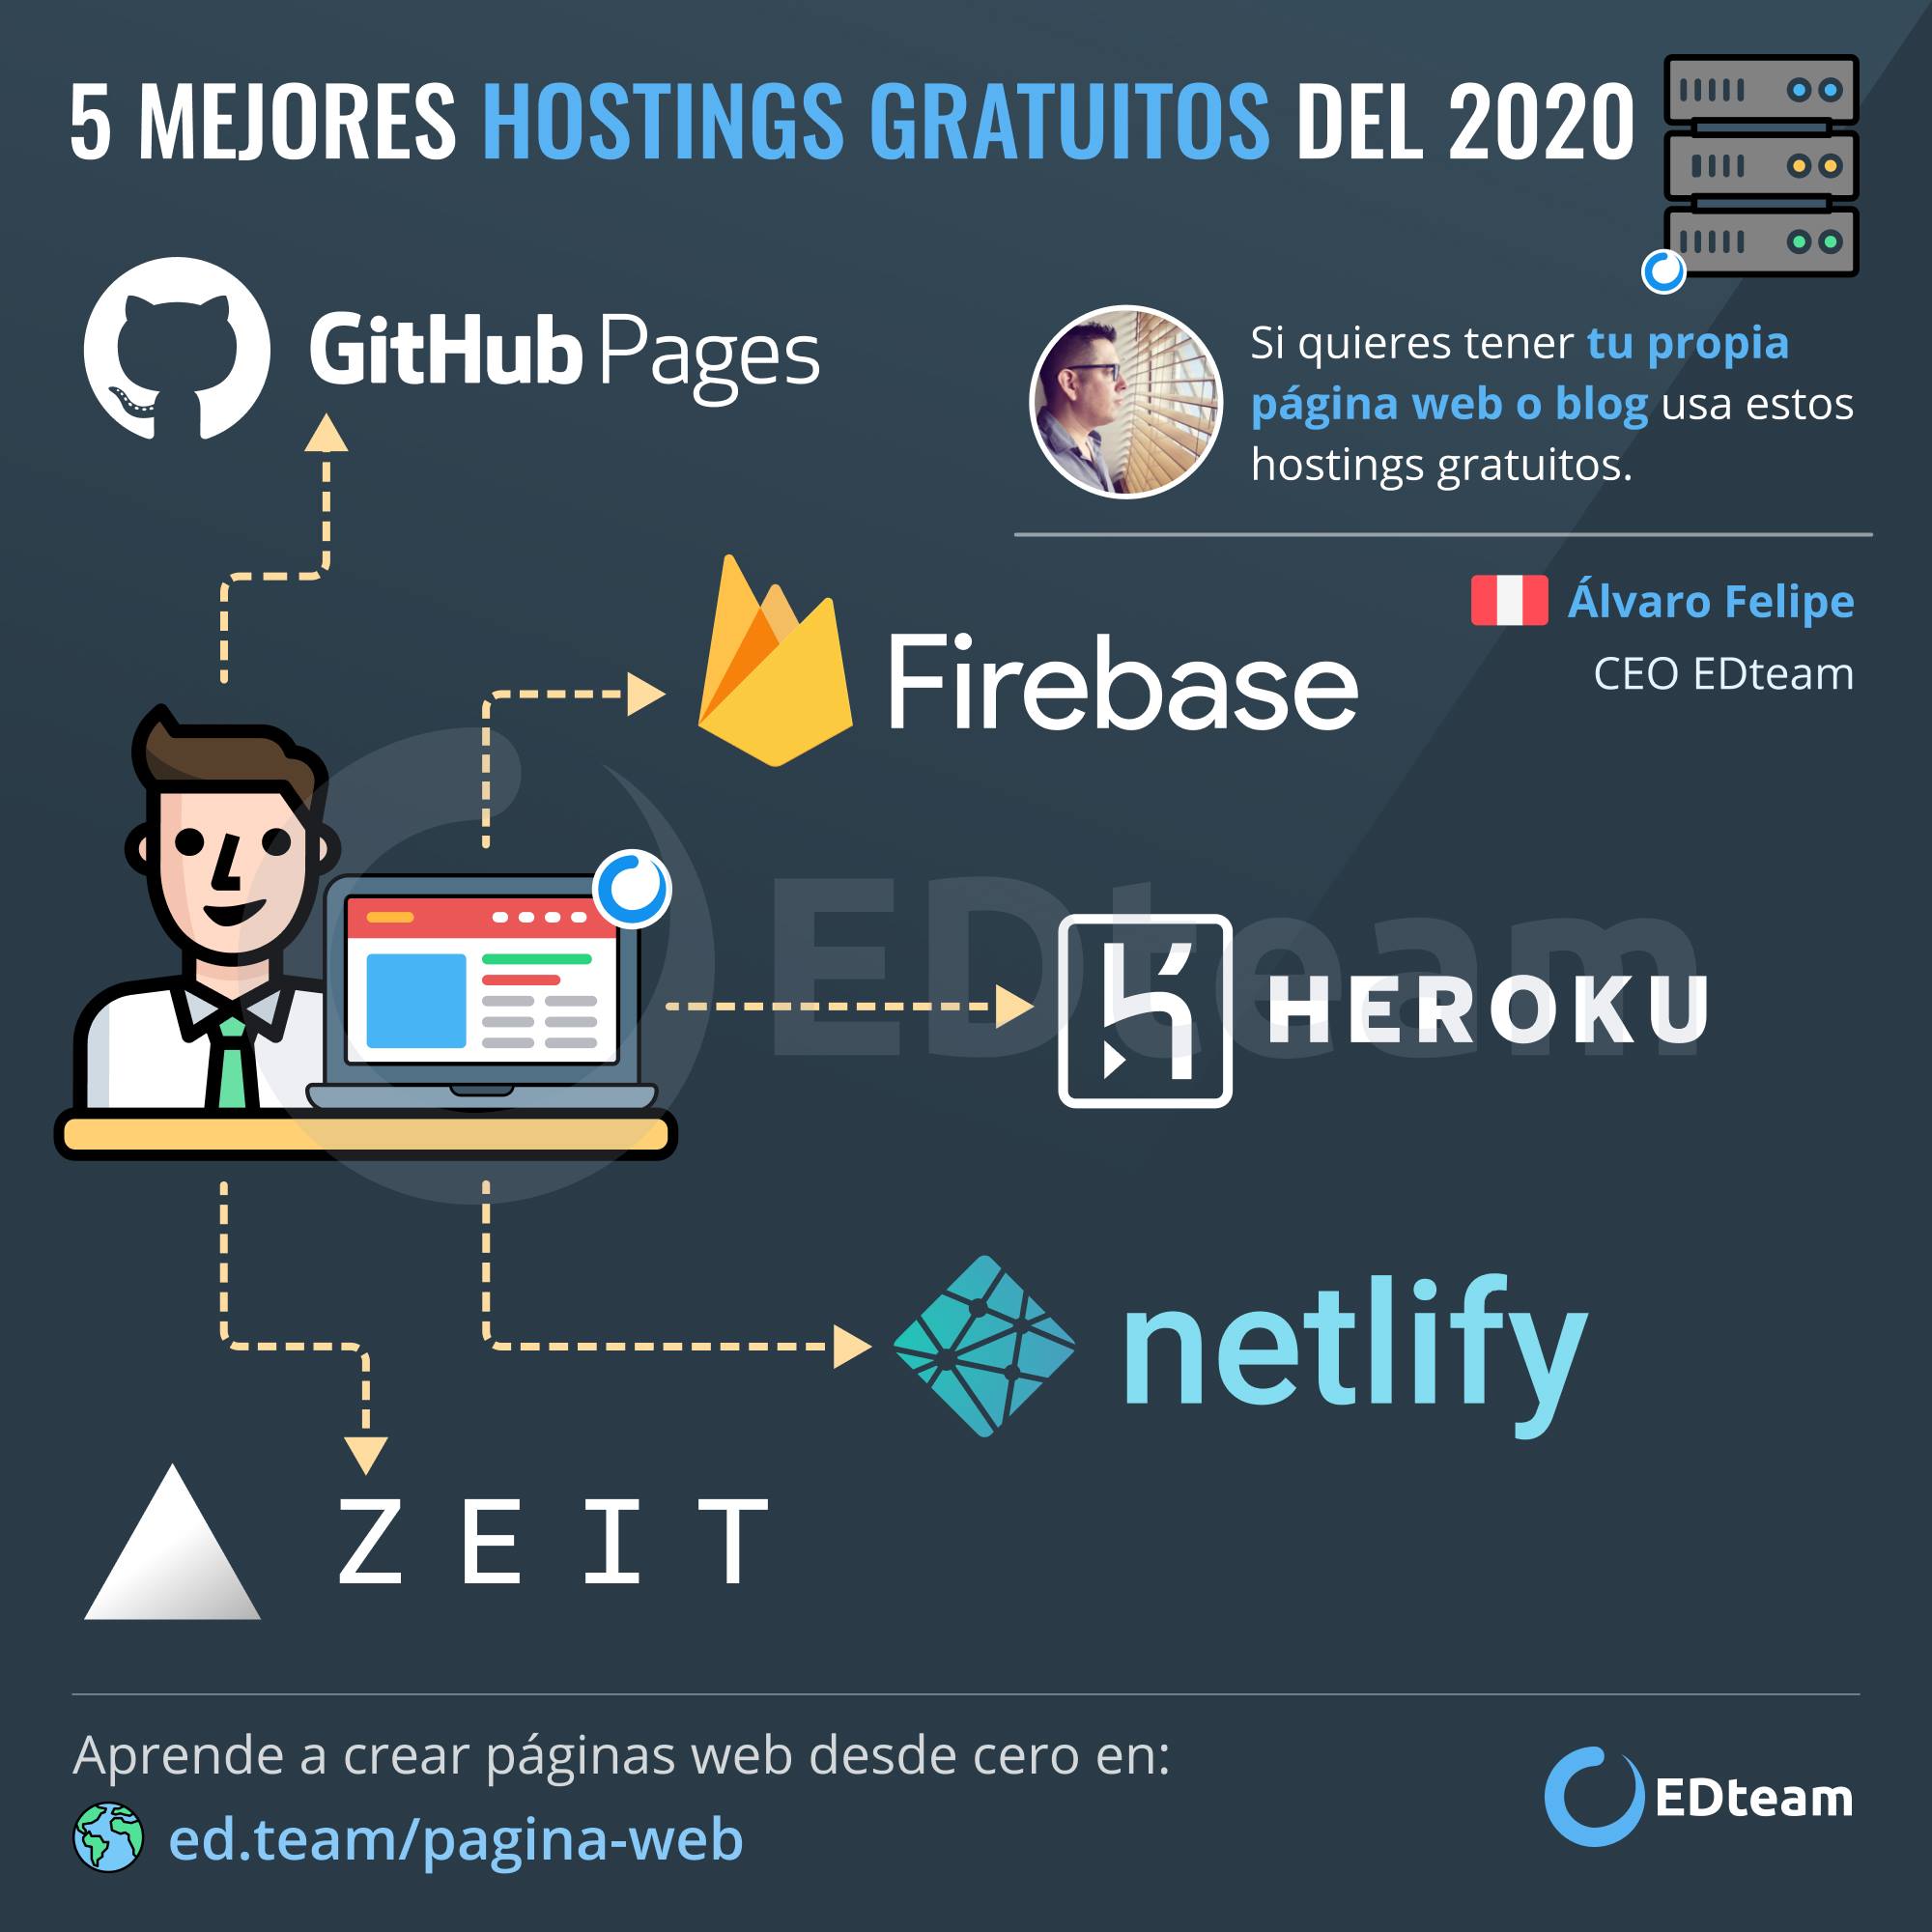 5 MEJORES HOSTINGS GRATUITOS DEL 2020
GitHub Pages
Si quieres tener tu propia
página web o blog usa estos
hostings gratuitos.
Álvaro Felipe
CEO EDteam
Firebase
EDteam
HEROKU
netlify
ZEIT
Aprende a crear páginas web desde cero en:
ed.team/pagina-web
EDteam